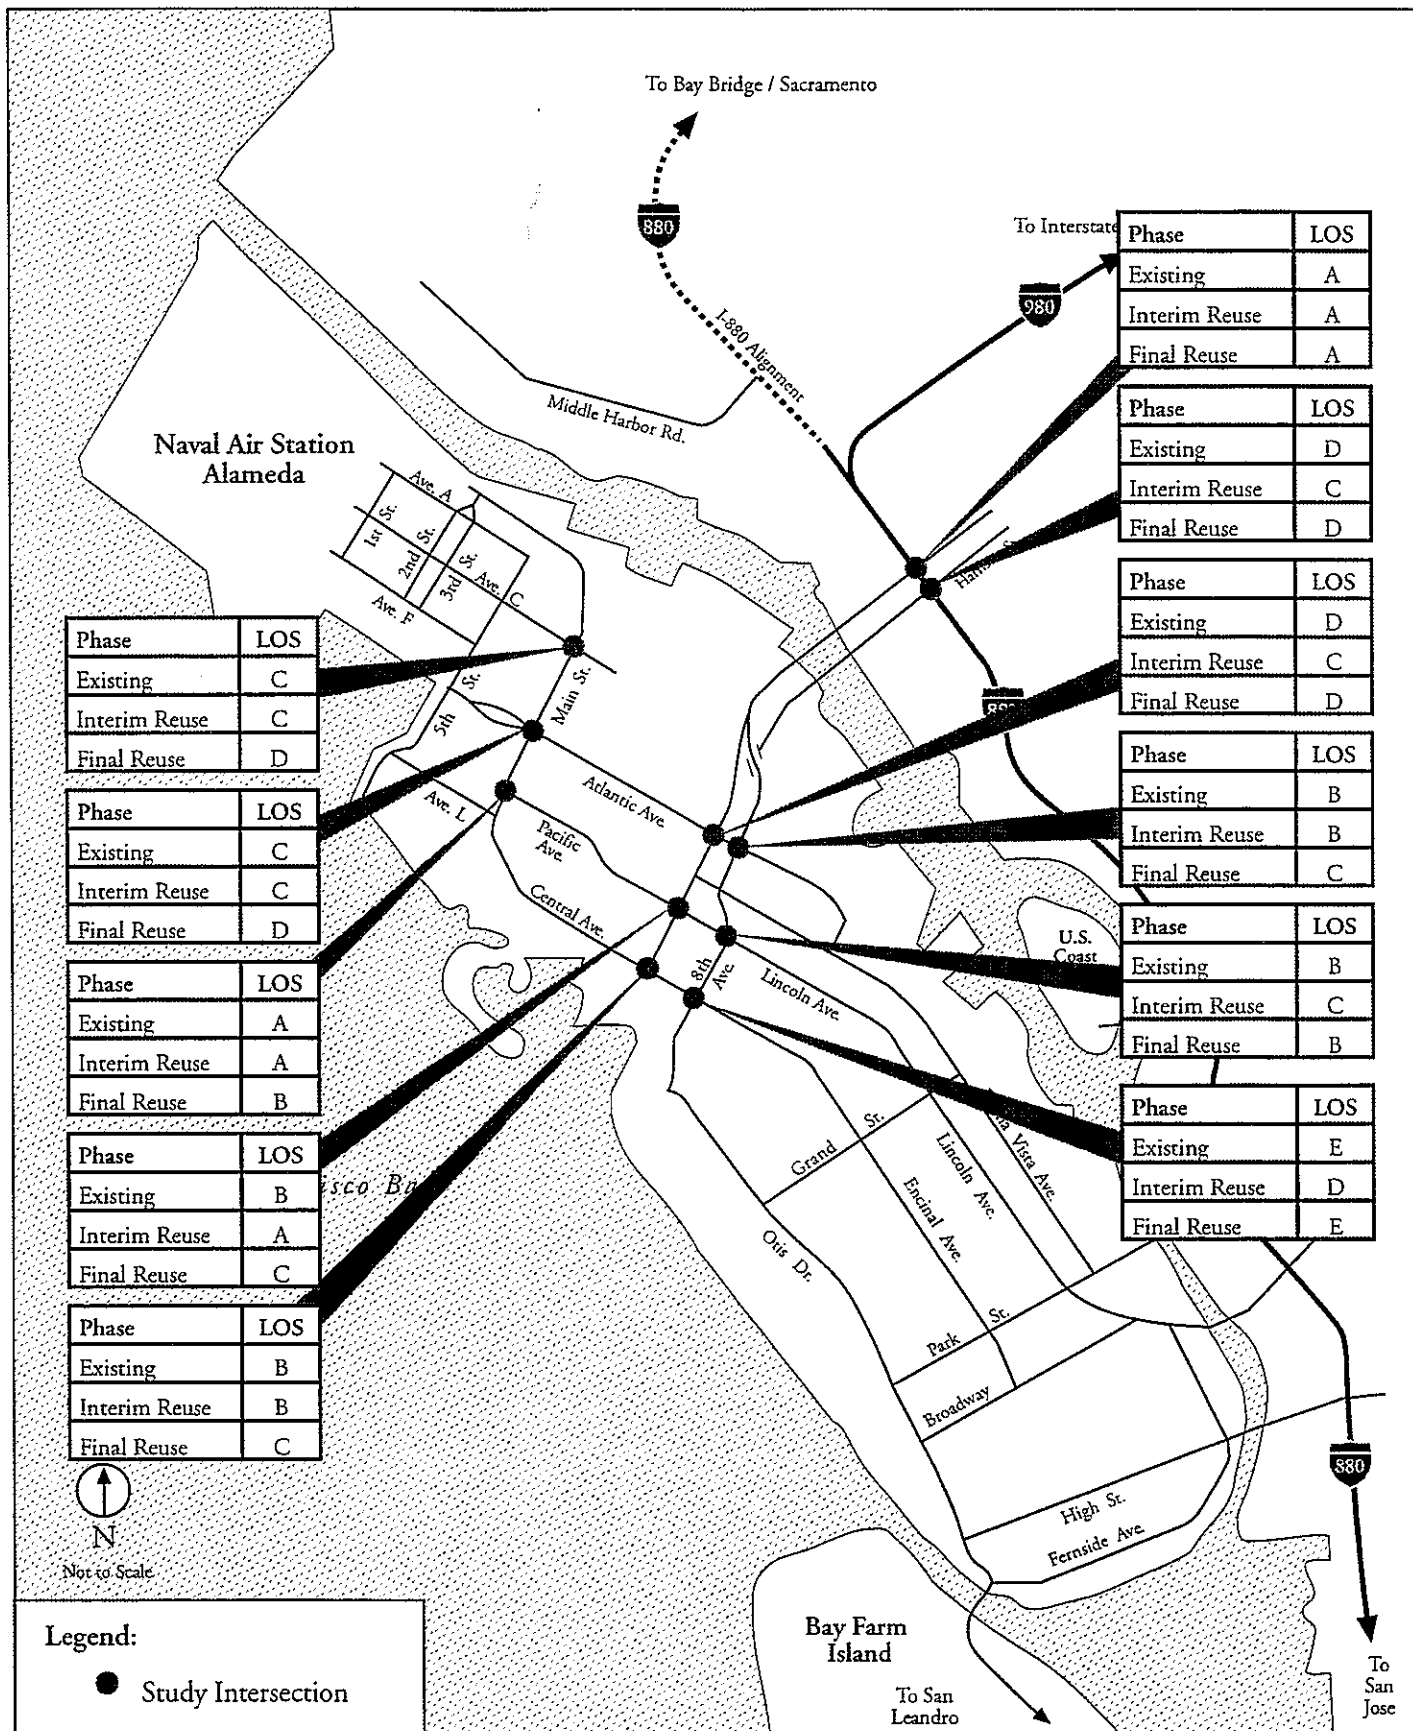 To Bay Bridge / Sacramento
880
To Interstate
980
I-880 Alignment
Middle Harbor Rd.
Naval Air Station
Alameda
Ave. A
1st St.
2nd St.
3rd St.
Ave. C
Ave. F
5th St.
Main St.
Ave. L
Atlantic Ave.
Pacific
Ave.
Central Ave.
8th
Ave.
Lincoln Ave.
U.S.
Coast
Phase LOS
Existing A
Interim Reuse A
Final Reuse A
Phase LOS
Existing D
Interim Reuse C
Final Reuse D
Phase LOS
Existing D
Interim Reuse C
Final Reuse D
Phase LOS
Existing B
Interim Reuse B
Final Reuse C
Phase LOS
Existing B
Interim Reuse C
Final Reuse B
Phase LOS
Existing E
Interim Reuse D
Final Reuse E
Phase LOS
Existing C
Interim Reuse C
Final Reuse D
Phase LOS
Existing C
Interim Reuse C
Final Reuse D
Phase LOS
Existing A
Interim Reuse A
Final Reuse B
Phase LOS
Existing B
Interim Reuse A
Final Reuse C
Phase LOS
Existing B
Interim Reuse B
Final Reuse C
Grand St.
Lincoln Ave.
Vista Ave.
Encinal Ave.
Otis Dr.
Park St.
Broadway
High St.
Fernside Ave.
880
N
Not to Scale
Legend:
Study Intersection
Bay Farm
Island
To San
Leandro
To
San
Jose